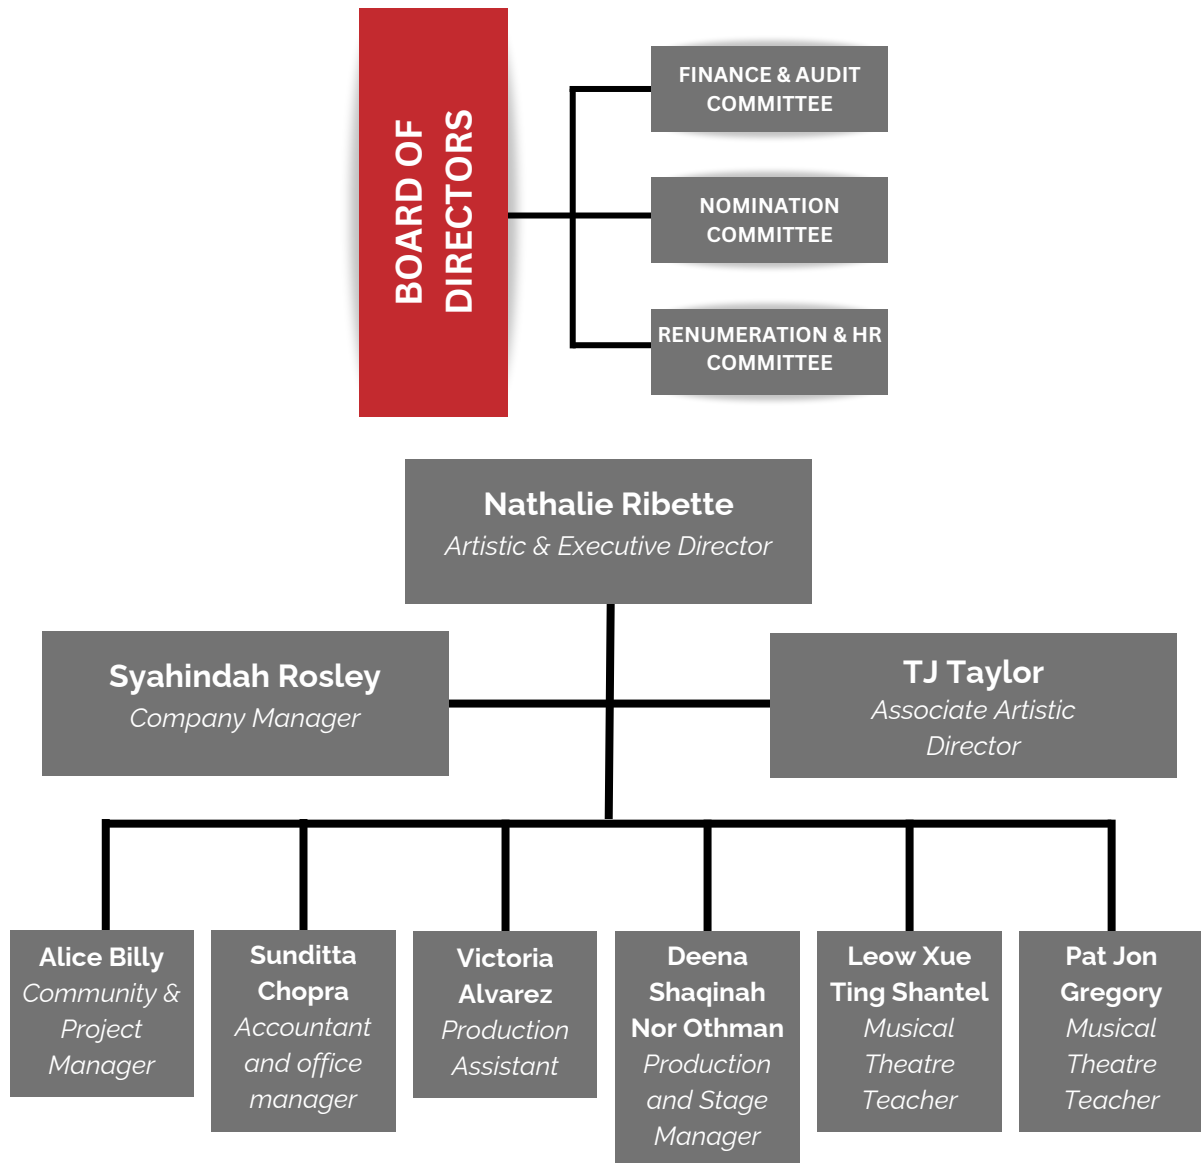 BOARD OF
DIRECTORS
FINANCE & AUDIT
COMMITTEE
NOMINATION
COMMITTEE
RENUMERATION & HR
COMMITTEE
Nathalie Ribette
Artistic & Executive Director
Syahindah Rosley
Company Manager
TJ Taylor
Associate Artistic
Director
Alice Billy
Community &
Project
Manager
Sunditta
Chopra
Accountant
and office
manager
Victoria
Alvarez
Production
Assistant
Deena
Shaqinah
Nor Othman
Production
and Stage
Manager
Leow Xue
Ting Shantel
Musical
Theatre
Teacher
Pat Jon
Gregory
Musical
Theatre
Teacher